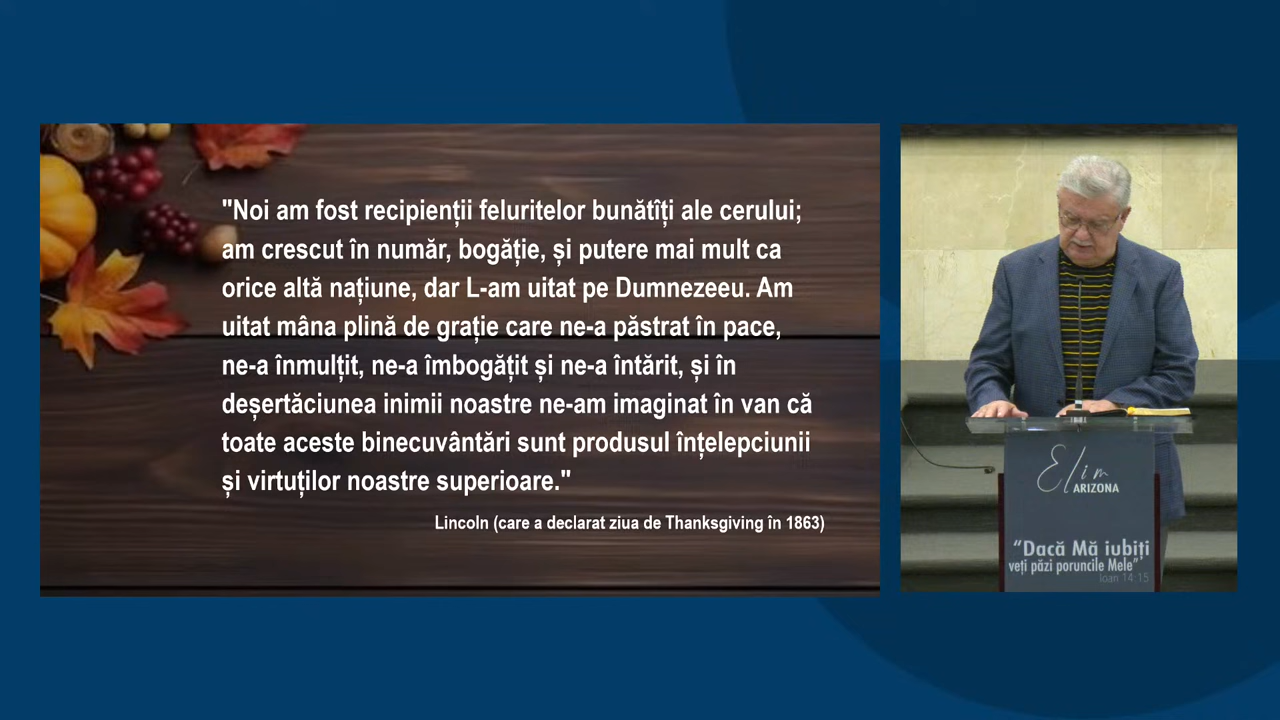 "Noi am fost recipienții feluritelor bunătîți ale cerului;
am crescut în număr, bogăție, și putere mai mult ca
orice altă națiune, dar L-am uitat pe Dumnezeeu. Am
uitat mâna plină de grație care ne-a păstrat în pace,
ne-a înmulțit, ne-a îmbogățit și ne-a întărit, și în
deșertăciunea inimii noastre ne-am imaginat în van că
toate aceste binecuvântări sunt produsul înțelepciunii
și virtuților noastre superioare."
Lincoln (care a declarat ziua de Thanksgiving în 1863)
Elim
ARIZONA
“Dacă Mă iubiți
veți păzi poruncile Mele”
Ioan 14:15